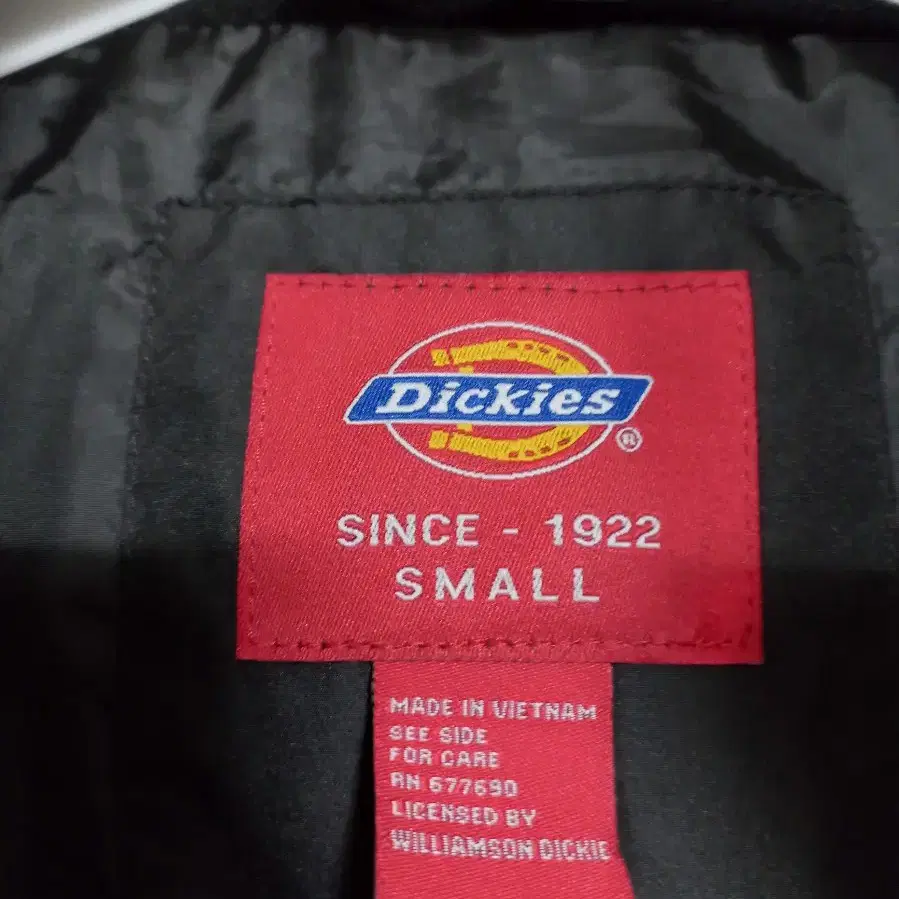 Dickies
®
SINCE - 1922
SMALL
MADE IN VIETNAM
SEE SIDE
FOR CARE
RN 677690
LICENSED BY
WILLIAMSON DICKIE